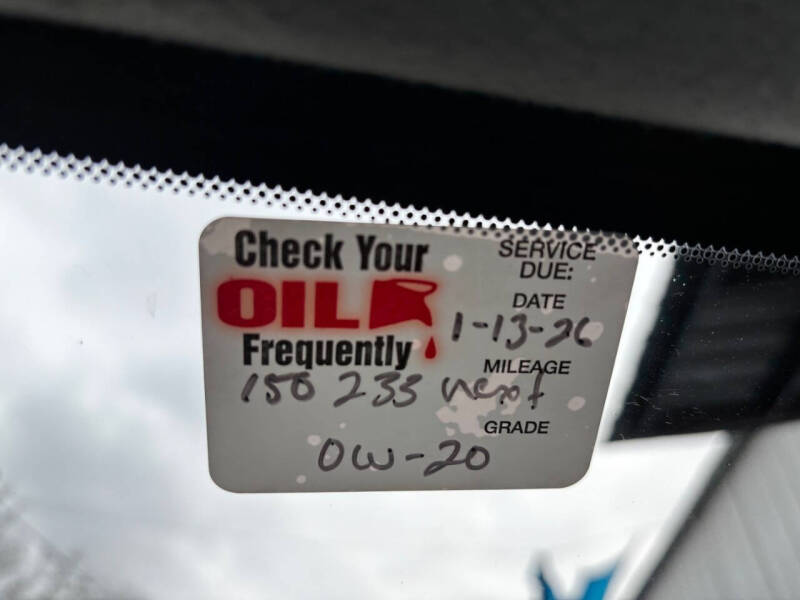 Check Your
OIL
Frequently
SERVICE
DUE:
DATE
1-13-26
MILEAGE
150 233 next
GRADE
0W-20